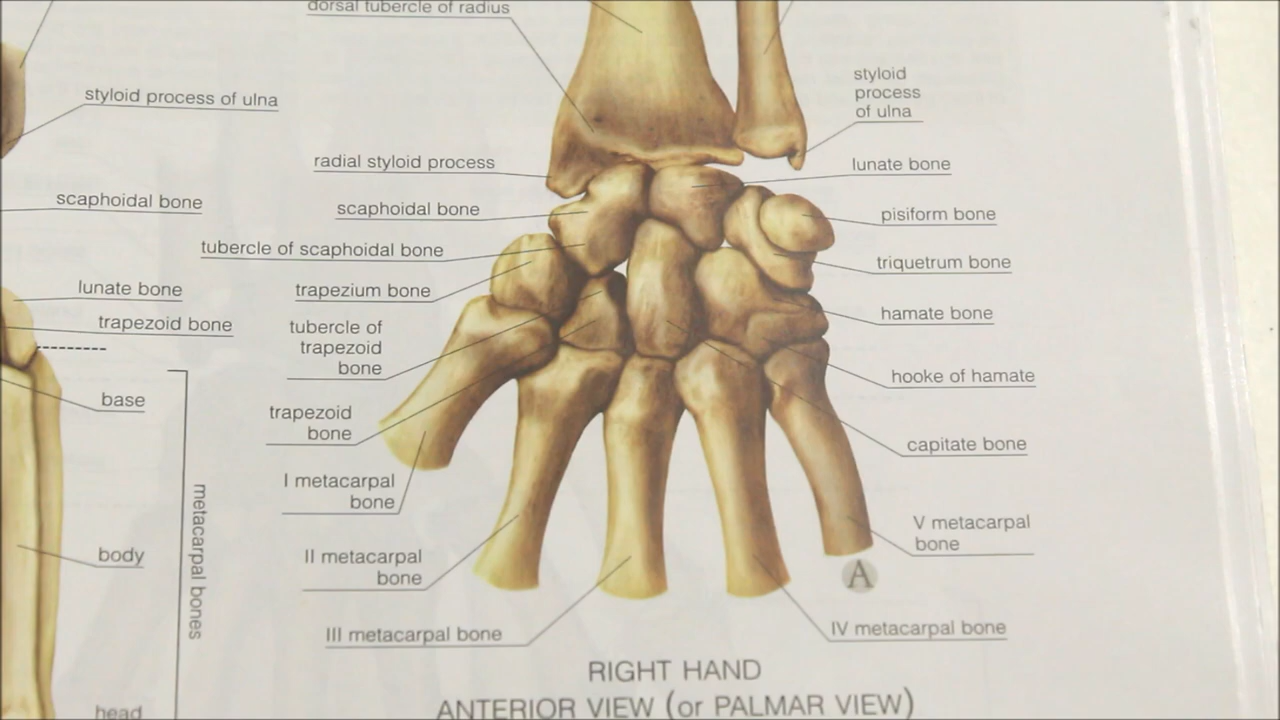 dorsal tubercle of radius
styloid process of ulna
styloid
process
of ulna
radial styloid process
lunate bone
scaphoidal bone
scaphoidal bone
pisiform bone
tubercle of scaphoidal bone
triquetrum bone
lunate bone
trapezium bone
trapezoid bone
hamate bone
tubercle of
trapezoid
bone
hooke of hamate
base
trapezoid
bone
capitate bone
I metacarpal
bone
metacarpal bones
V metacarpal
bone
body
II metacarpal
bone
A
III metacarpal bone
IV metacarpal bone
RIGHT HAND
ANTERIOR VIEW (or PALMAR VIEW)
head